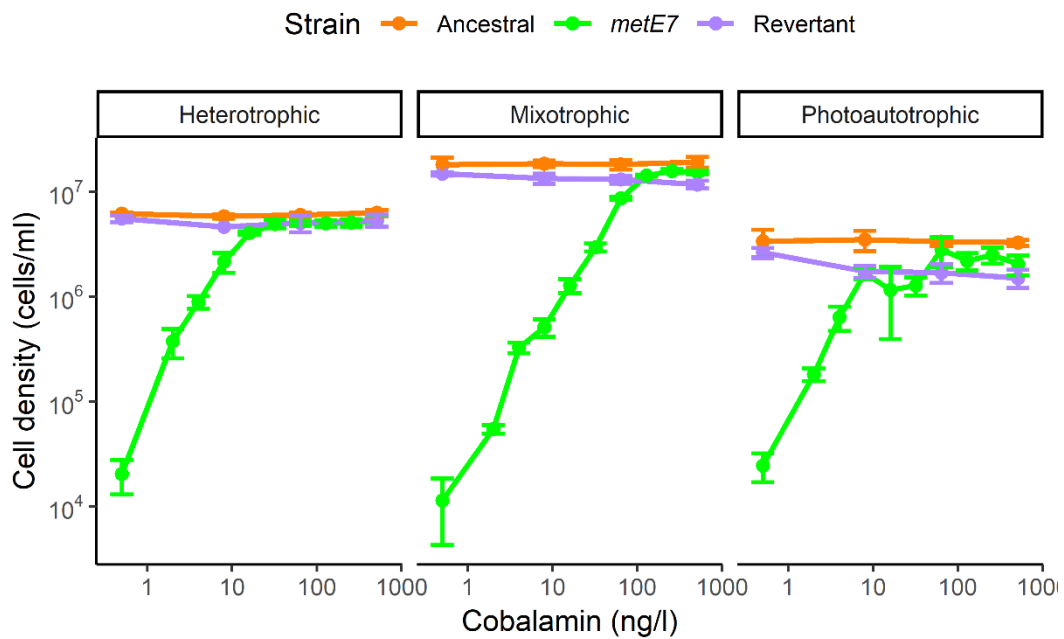 Strain Ancestral metE7 Revertant
Heterotrophic Mixotrophic Photoautotrophic
Cell density (cells/ml)
10⁷
10⁶
10⁵
10⁴
1 10 100 1000 1 10 100 1000 1 10 100 1000
Cobalamin (ng/l)